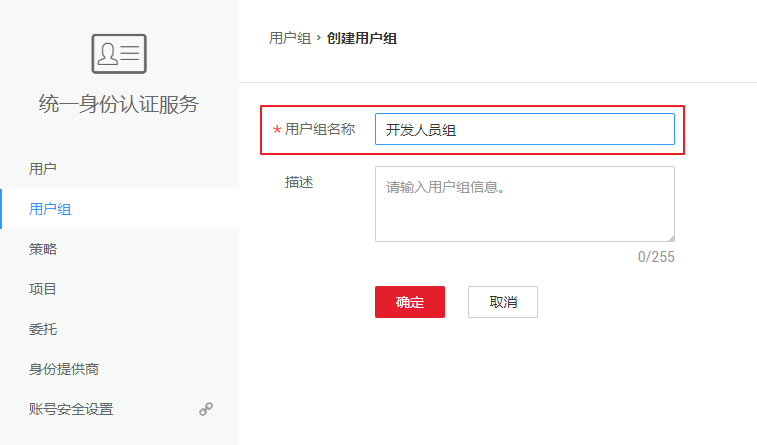 统一身份认证服务
用户
用户组
策略
项目
委托
身份提供商
账号安全设置
用户组 › 创建用户组
* 用户组名称 开发人员组
描述 请输入用户组信息。
0/255
确定 取消